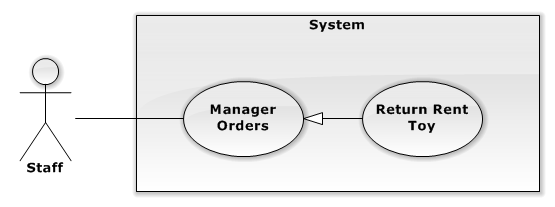 System
Manager
Orders
Return Rent
Toy
Staff